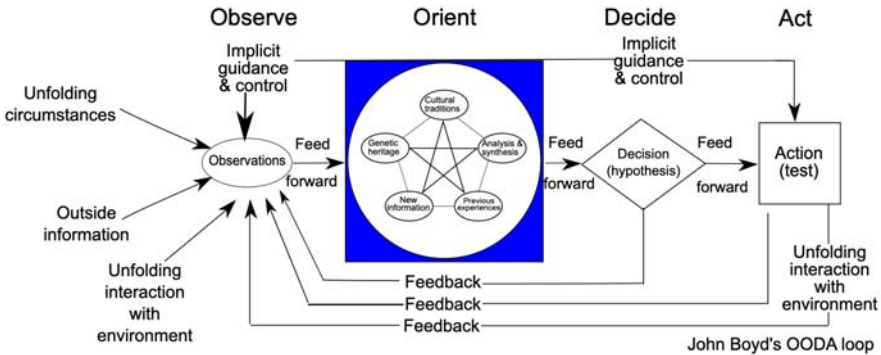 Observe
Orient
Decide
Act
Implicit
guidance
& control
Implicit
guidance
& control
Unfolding
circumstances
Observations
Feed
forward
Cultural
traditions
Genetic
heritage
Analysis &
synthesis
New
information
Previous
experiences
Feed
forward
Decision
(hypothesis)
Feed
forward
Action
(test)
Outside
information
Unfolding
interaction
with
environment
Unfolding
interaction
with
environment
Feedback
Feedback
Feedback
John Boyd's OODA loop